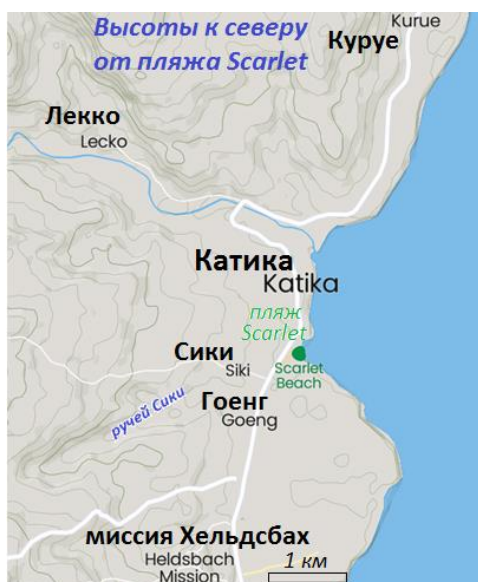 Высоты к северу
от пляжа Scarlet
Kurue
Куруе
Лекко
Lecko
Катика
Katika
пляж
Scarlet
Scarlet
Beach
Сики
Siki
Гоенг
Goeng
ручей Сики
миссия Хельдсбах
Heldsbach
Mission
1 км